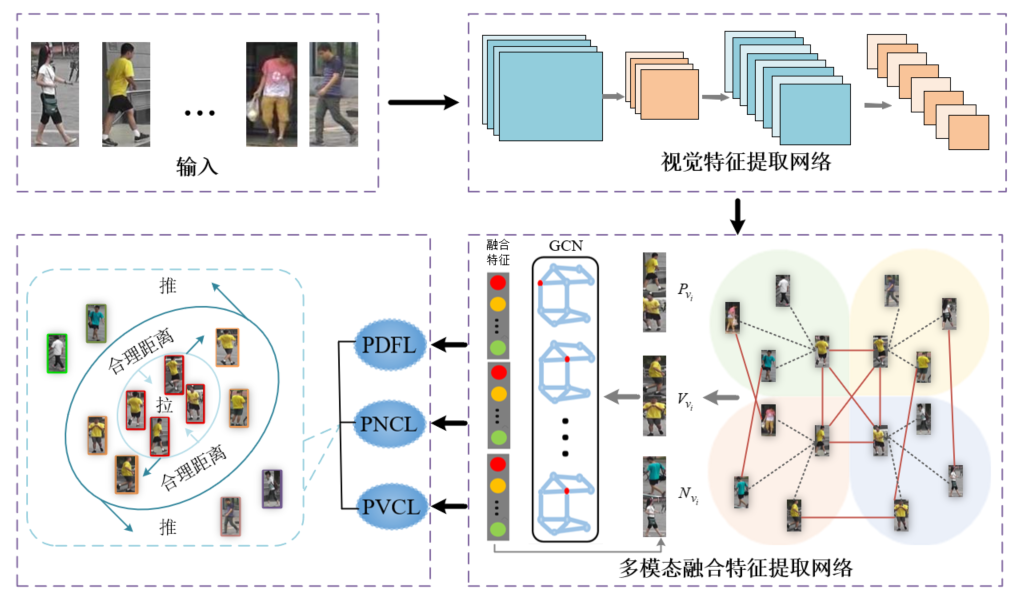 输入
视觉特征提取网络
融合
特征
GCN
P_{v_i}
V_{v_i}
N_{v_i}
多模态融合特征提取网络
PDFL
PNCL
PVCL
推
合理距离
拉
合理距离
推